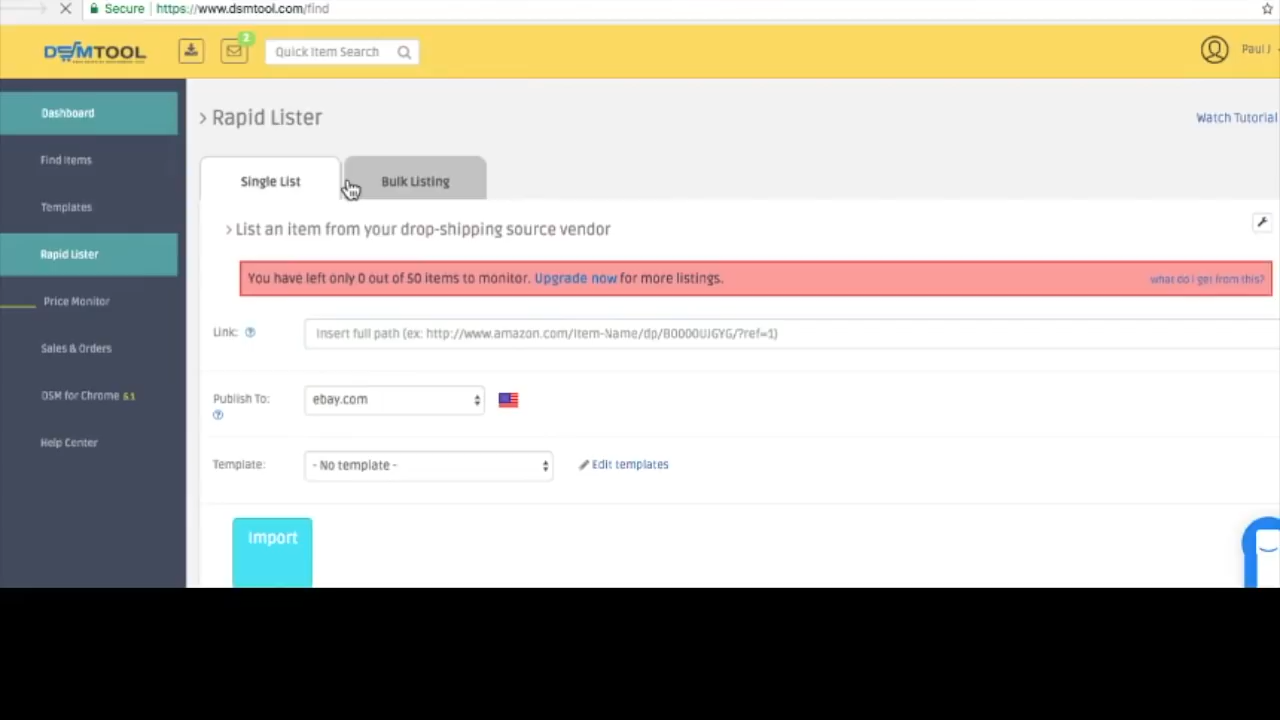 Secure | https://www.dsmtool.com/find
DSMTOOL
2
Quick Item Search
Paul J
Dashboard
Find Items
Templates
Rapid Lister
Price Monitor
Sales & Orders
DSM for Chrome 6.1
Help Center
> Rapid Lister
Watch Tutorial
Single List
Bulk Listing
> List an item from your drop-shipping source vendor
You have left only 0 out of 50 items to monitor. Upgrade now for more listings.
what do i get from this?
Link:
Insert full path (ex: http://www.amazon.com/Item-Name/dp/B0000UJGYG/?ref=1)
Publish To:
ebay.com
Template:
- No template -
Edit templates
Import